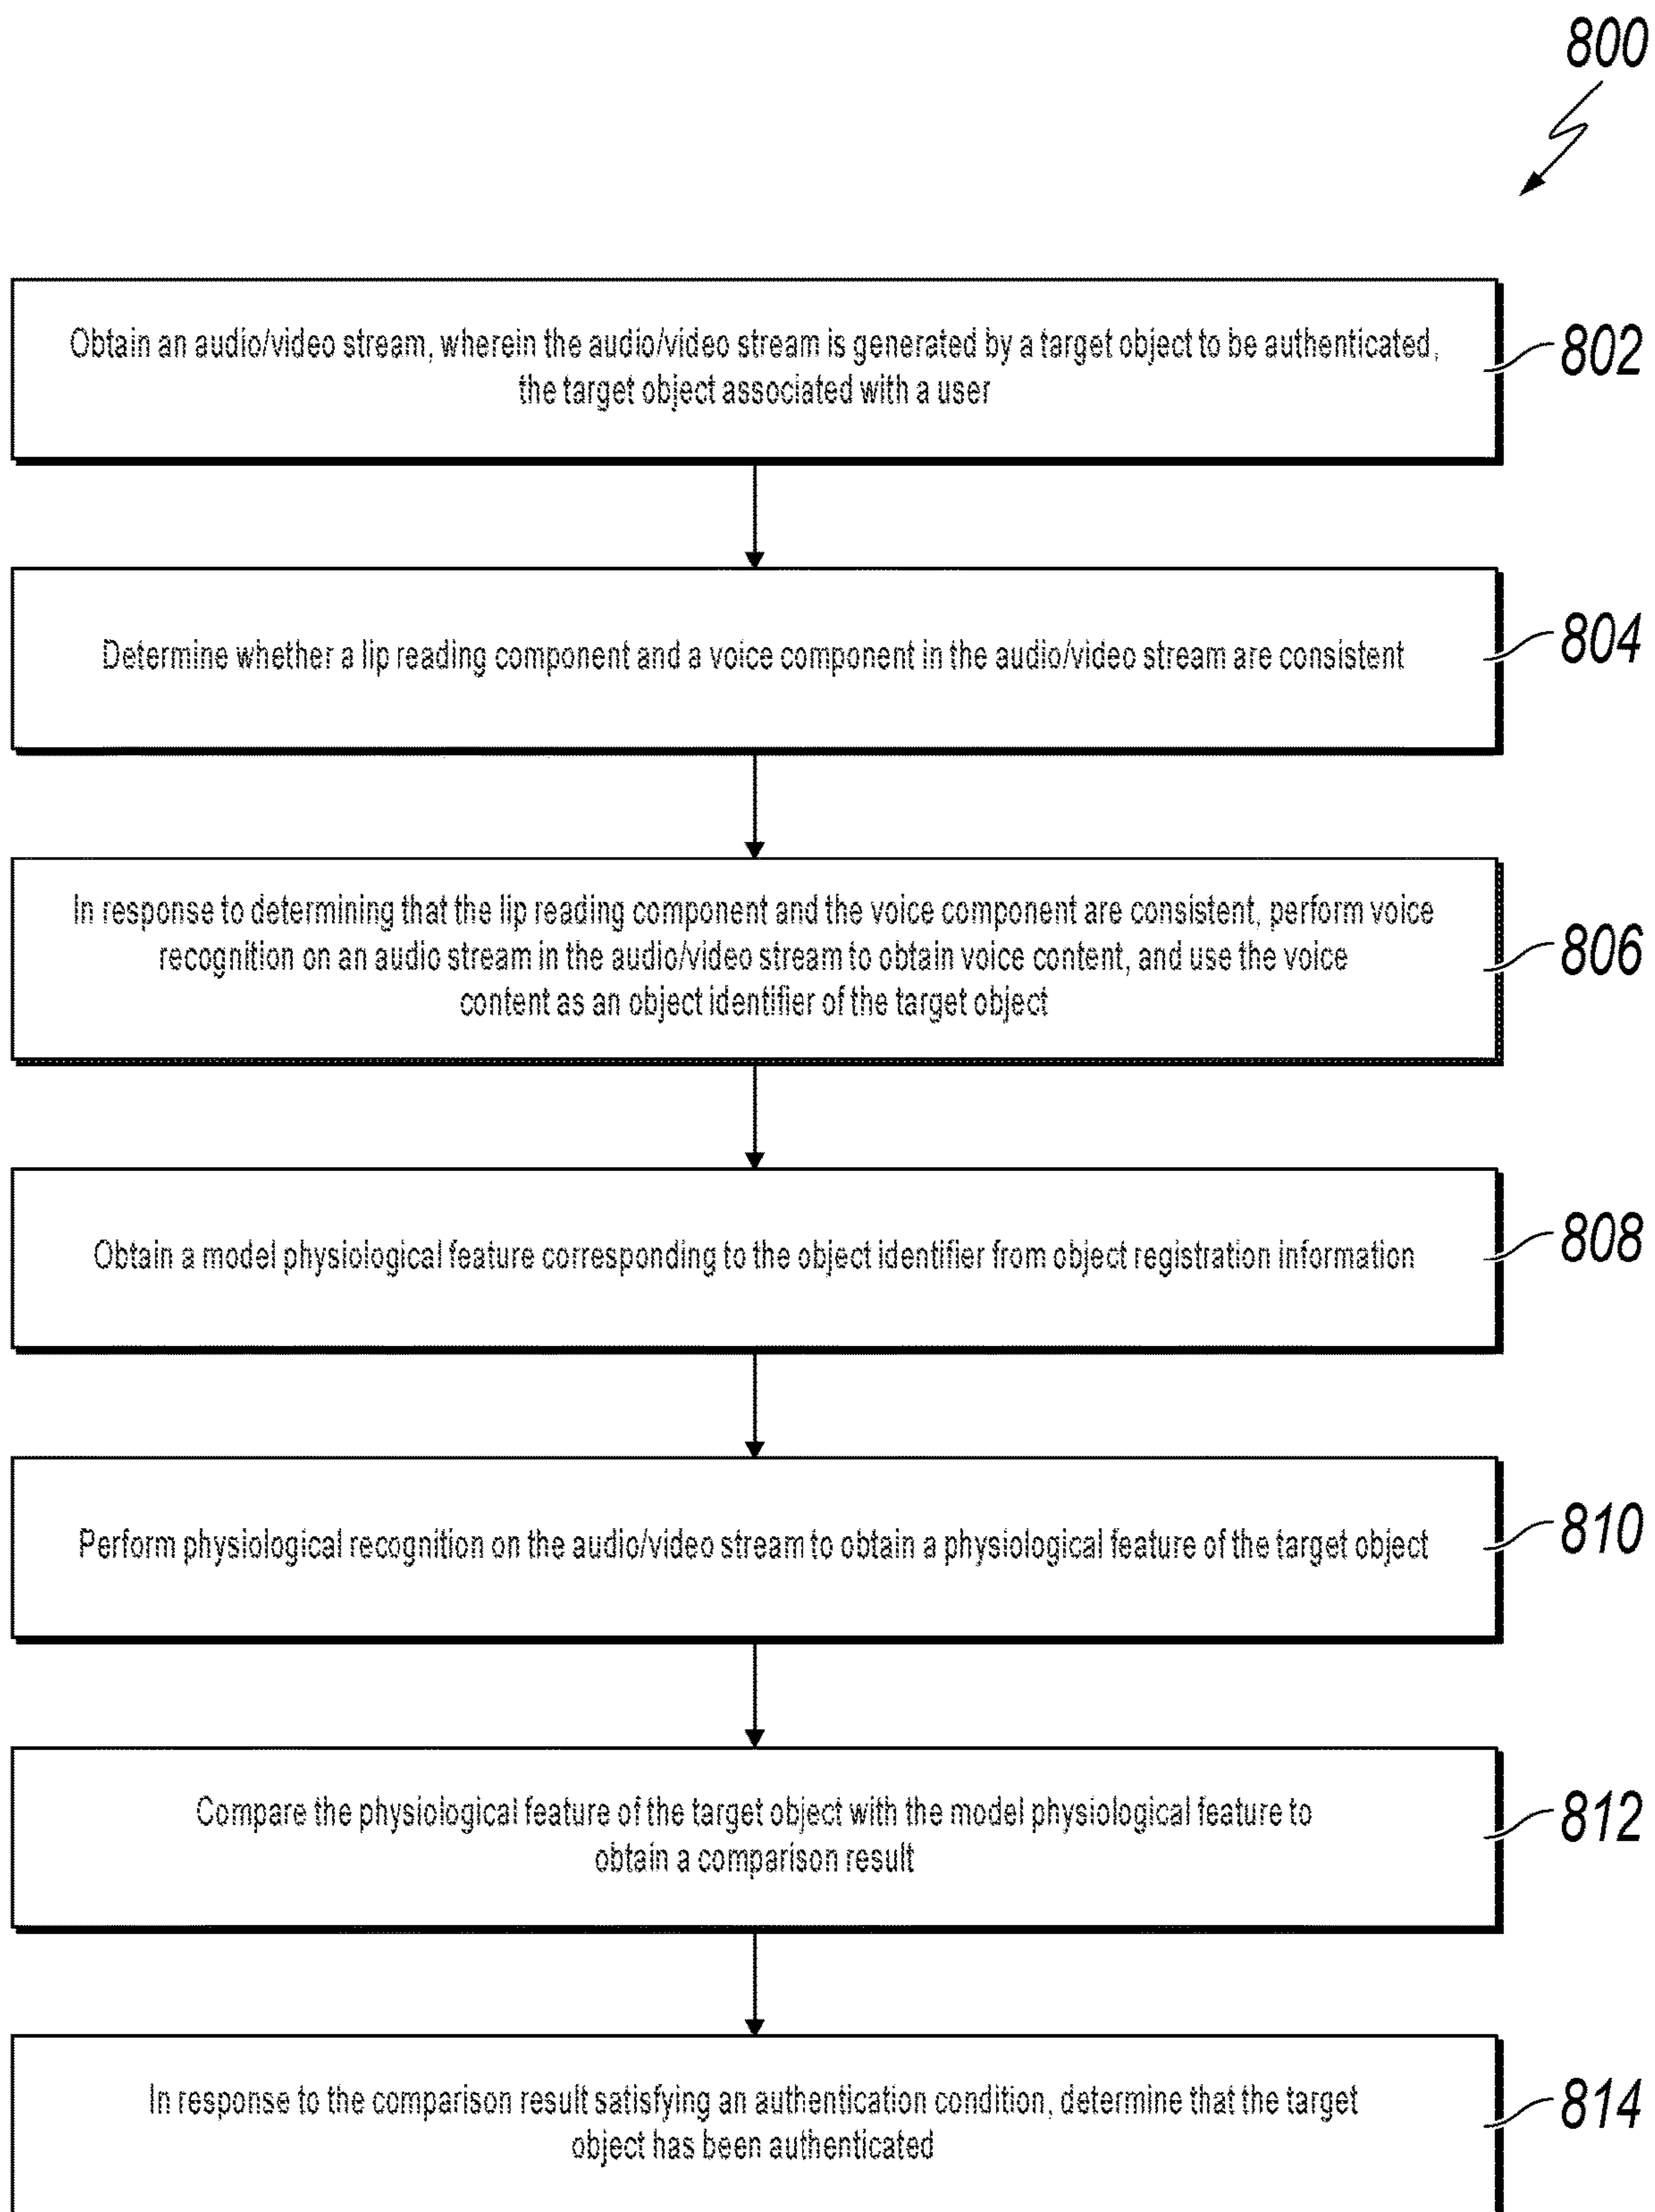 800
Obtain an audio/video stream, wherein the audio/video stream is generated by a target object to be authenticated,
the target object associated with a user
802
Determine whether a lip reading component and a voice component in the audio/video stream are consistent
804
In response to determining that the lip reading component and the voice component are consistent, perform voice
recognition on an audio stream in the audio/video stream to obtain voice content, and use the voice
content as an object identifier of the target object
806
Obtain a model physiological feature corresponding to the object identifier from object registration information
808
Perform physiological recognition on the audio/video stream to obtain a physiological feature of the target object
810
Compare the physiological feature of the target object with the model physiological feature to
obtain a comparison result
812
In response to the comparison result satisfying an authentication condition, determine that the target
object has been authenticated
814